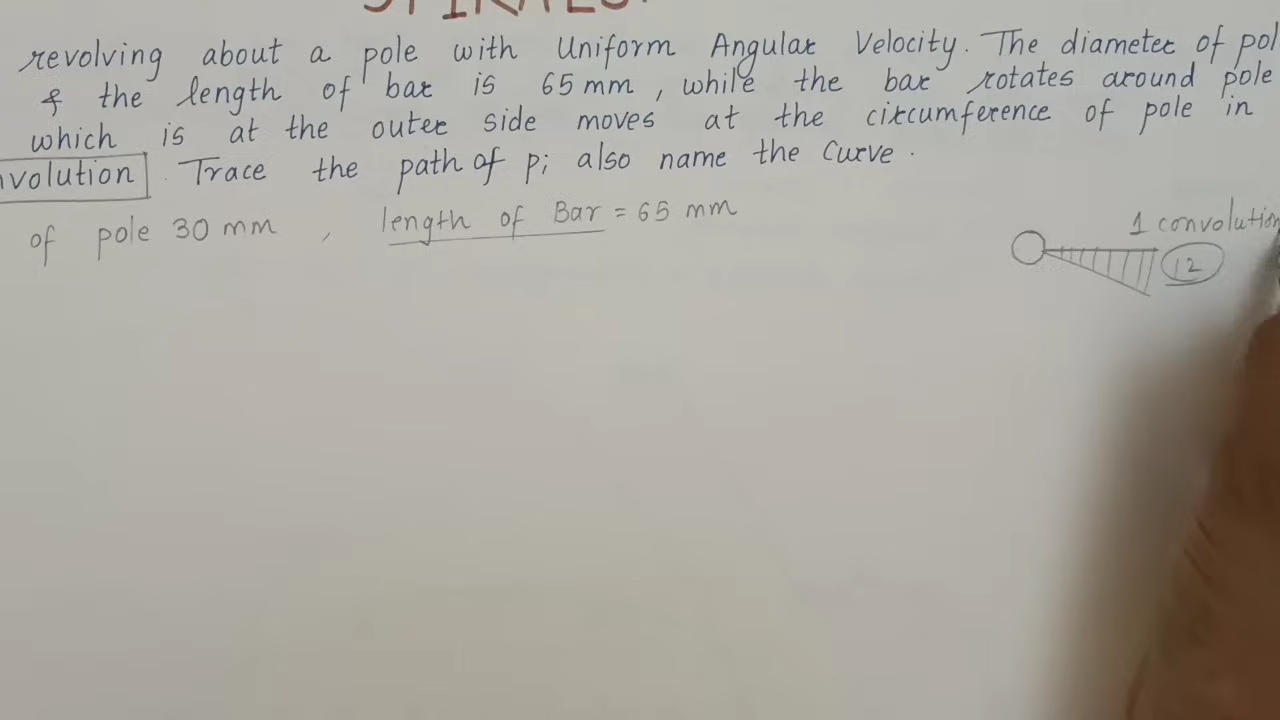 SPIRALS.
revolving about a pole with Uniform Angular Velocity. The diameter of pol
& the length of bar is 65 mm, while the bar rotates around pole
which is at the outer side moves at the circumference of pole in
nvolution. Trace the path of p; also name the Curve.
of pole 30 mm, length of Bar = 65 mm
1 convolution
12